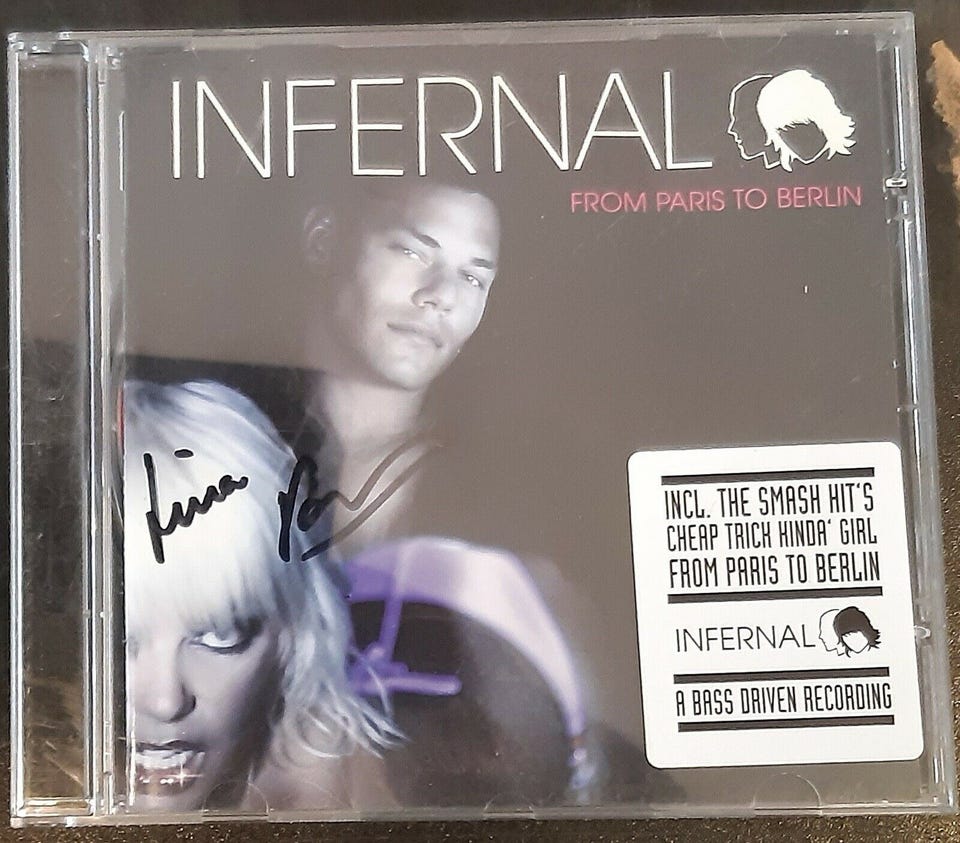 INFERNAL
FROM PARIS TO BERLIN
Lina
INCL. THE SMASH HIT'S
CHEAP TRICK KINDA' GIRL
FROM PARIS TO BERLIN
INFERNAL
A BASS DRIVEN RECORDING